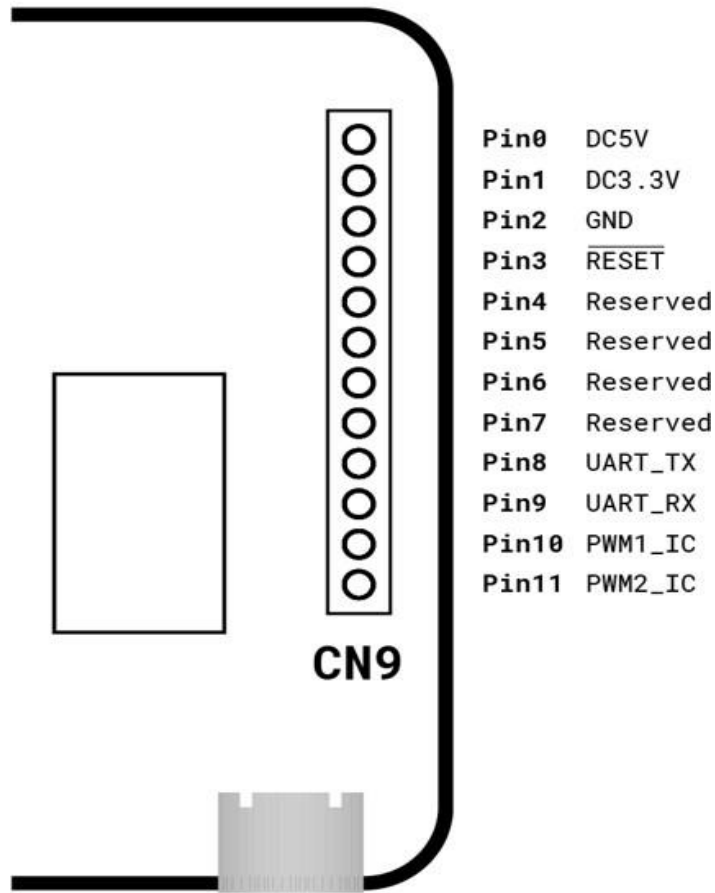 Pin0 DC5V
Pin1 DC3.3V
Pin2 GND
Pin3 R̅E̅S̅E̅T̅
Pin4 Reserved
Pin5 Reserved
Pin6 Reserved
Pin7 Reserved
Pin8 UART_TX
Pin9 UART_RX
Pin10 PWM1_IC
Pin11 PWM2_IC
CN9